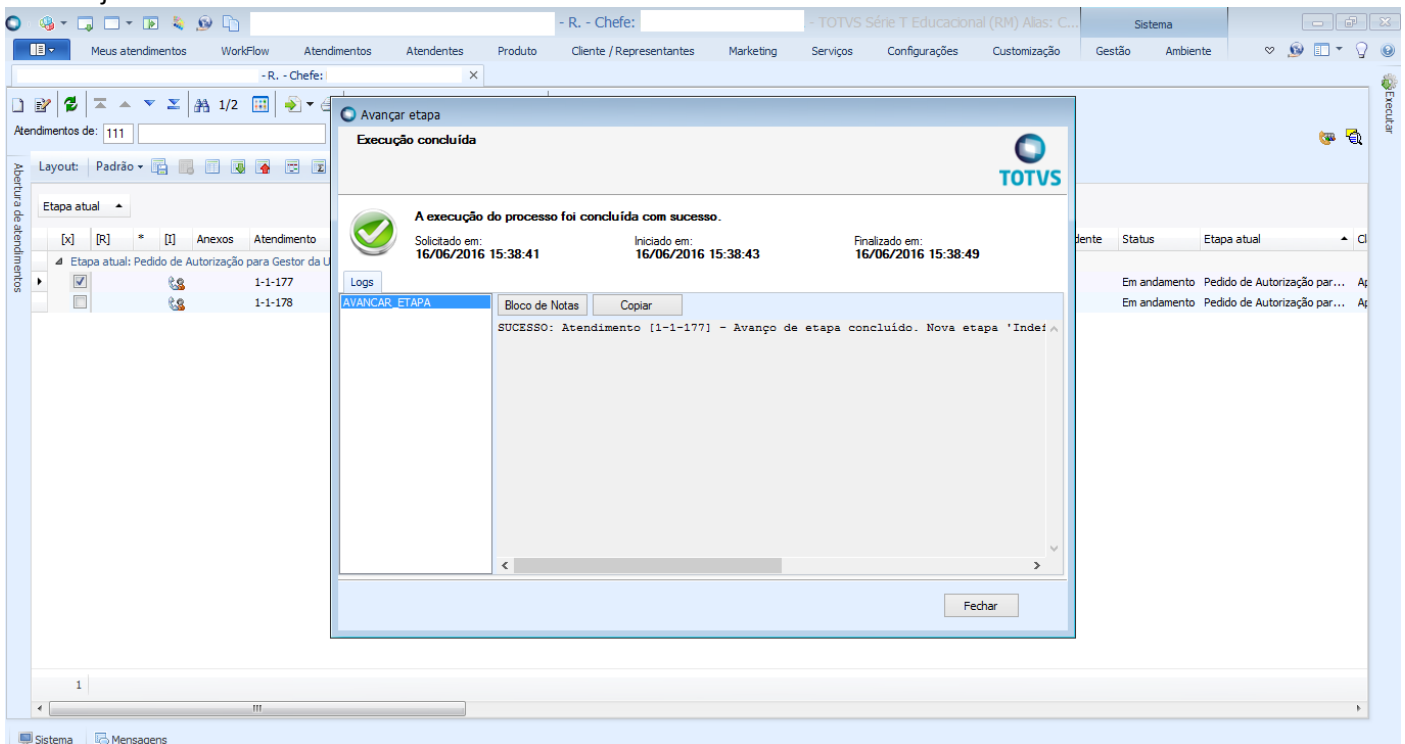 - R. - Chefe: - TOTVS Série T Educacional (RM) Alias: C... Sistema
Meus atendimentos WorkFlow Atendimentos Atendentes Produto Cliente / Representantes Marketing Serviços Configurações Customização Gestão Ambiente
- R. - Chefe:
1/2
Executar
Atendimentos de: 111
Abertura de atendimentos
Layout: Padrão
Etapa atual
[x] [R] * [I] Anexos Atendimento
Etapa atual: Pedido de Autorização para Gestor da U
1-1-177
1-1-178
Avançar etapa
Execução concluída
TOTVS
A execução do processo foi concluída com sucesso.
Solicitado em: Iniciado em: Finalizado em:
16/06/2016 15:38:41 16/06/2016 15:38:43 16/06/2016 15:38:49
Logs
AVANCAR_ETAPA
Bloco de Notas Copiar
SUCESSO: Atendimento [1-1-177] - Avanço de etapa concluído. Nova etapa 'Indef
Fechar
dente Status Etapa atual Cl
Em andamento Pedido de Autorização par... Ap
Em andamento Pedido de Autorização par... Ap
1
Sistema Mensagens